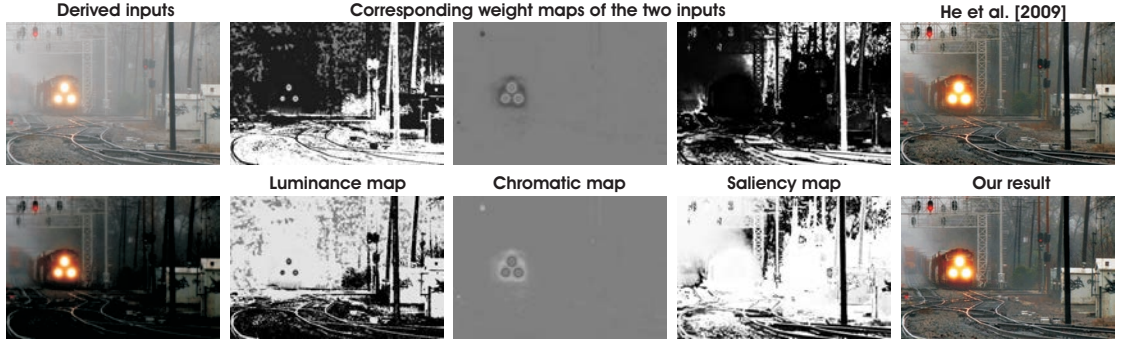 Derived inputs
Corresponding weight maps of the two inputs
He et al. [2009]
Luminance map
Chromatic map
Saliency map
Our result